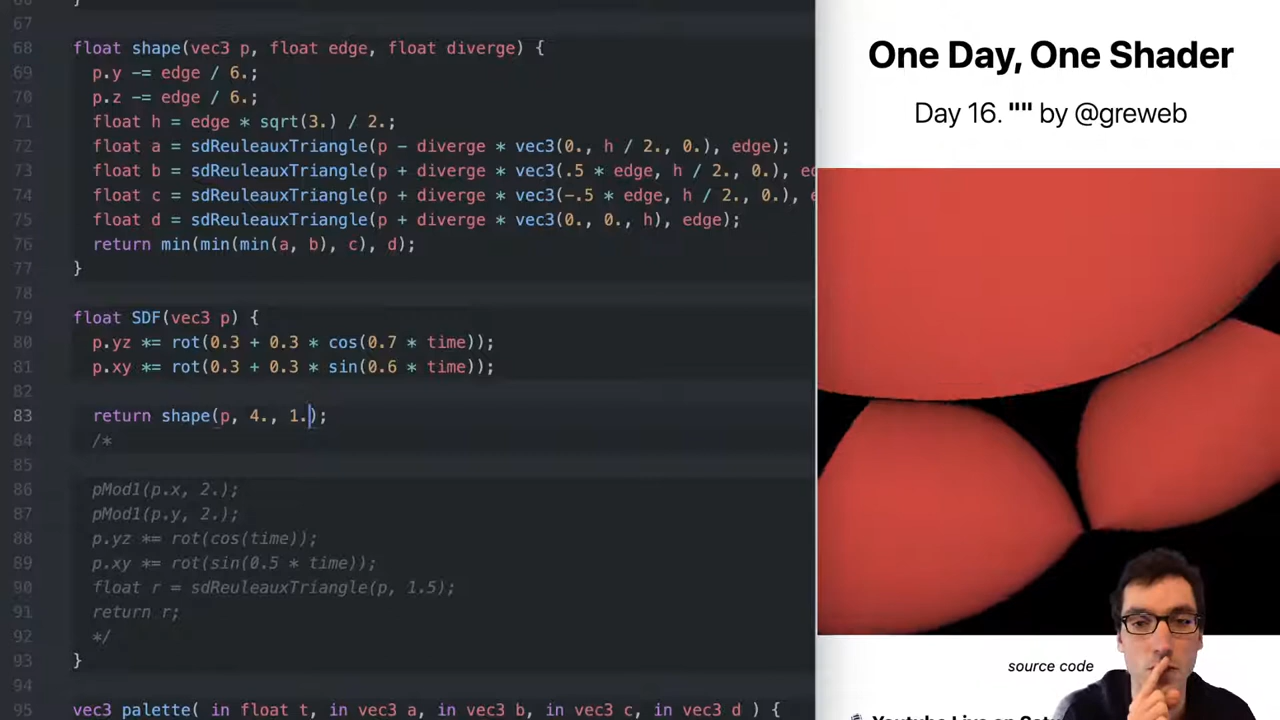 67
68 float shape(vec3 p, float edge, float diverge) {
69 p.y -= edge / 6.;
70 p.z -= edge / 6.;
71 float h = edge * sqrt(3.) / 2.;
72 float a = sdReuleauxTriangle(p - diverge * vec3(0., h / 2., 0.), edge);
73 float b = sdReuleauxTriangle(p + diverge * vec3(.5 * edge, h / 2., 0.), ed
74 float c = sdReuleauxTriangle(p + diverge * vec3(-.5 * edge, h / 2., 0.),
75 float d = sdReuleauxTriangle(p + diverge * vec3(0., 0., h), edge);
76 return min(min(min(a, b), c), d);
77 }
78
79 float SDF(vec3 p) {
80 p.yz *= rot(0.3 + 0.3 * cos(0.7 * time));
81 p.xy *= rot(0.3 + 0.3 * sin(0.6 * time));
82
83 return shape(p, 4., 1.);
84 /*
85
86 pMod1(p.x, 2.);
87 pMod1(p.y, 2.);
88 p.yz *= rot(cos(time));
89 p.xy *= rot(sin(0.5 * time));
90 float r = sdReuleauxTriangle(p, 1.5);
91 return r;
92 */
93 }
94
95 vec3 palette( in float t, in vec3 a, in vec3 b, in vec3 c, in vec3 d ) {
One Day, One Shader
Day 16. "" by @greweb
source code
Youtube Live on